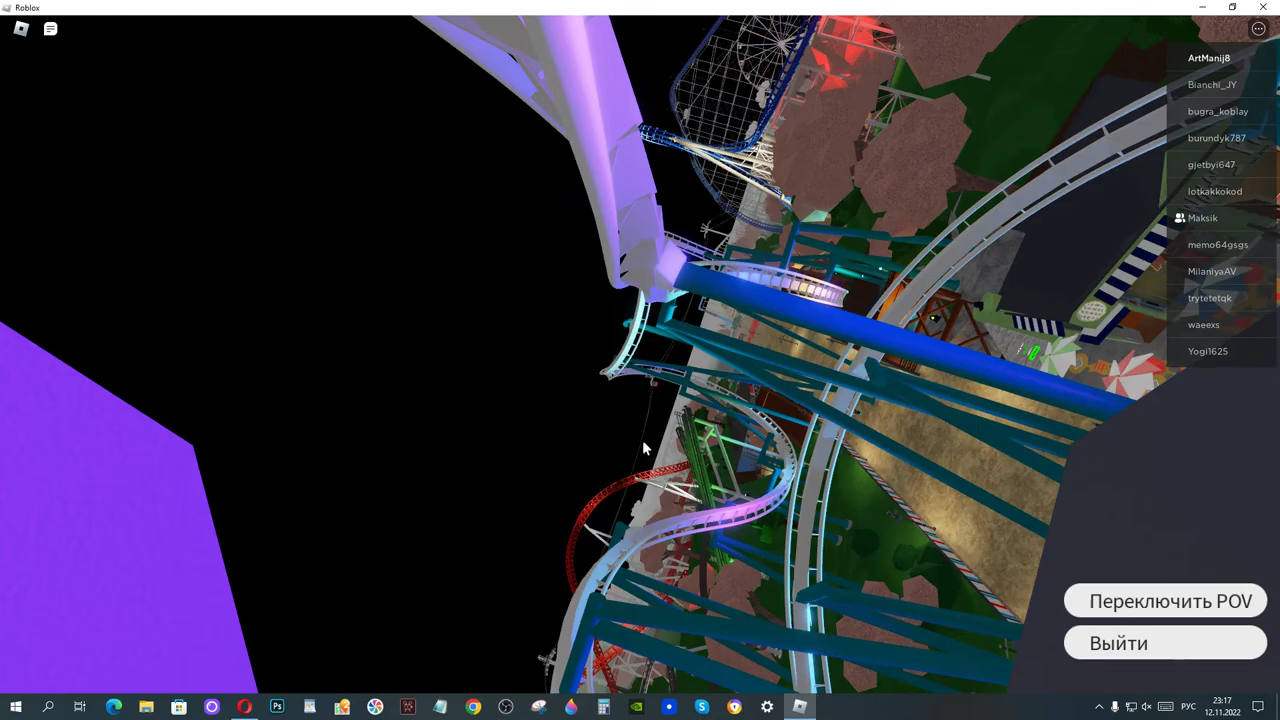 Roblox
ArtManij8
Bianchi_JY
bugra_koblay
burundyk787
gjetbyi647
lotkakkokod
Maksik
memo64gsgs
MilaniyaAV
trytetetqk
waeexs
Yogi1625
Переключить POV
Выйти
Ps
S
РУС
23:17
12.11.2022